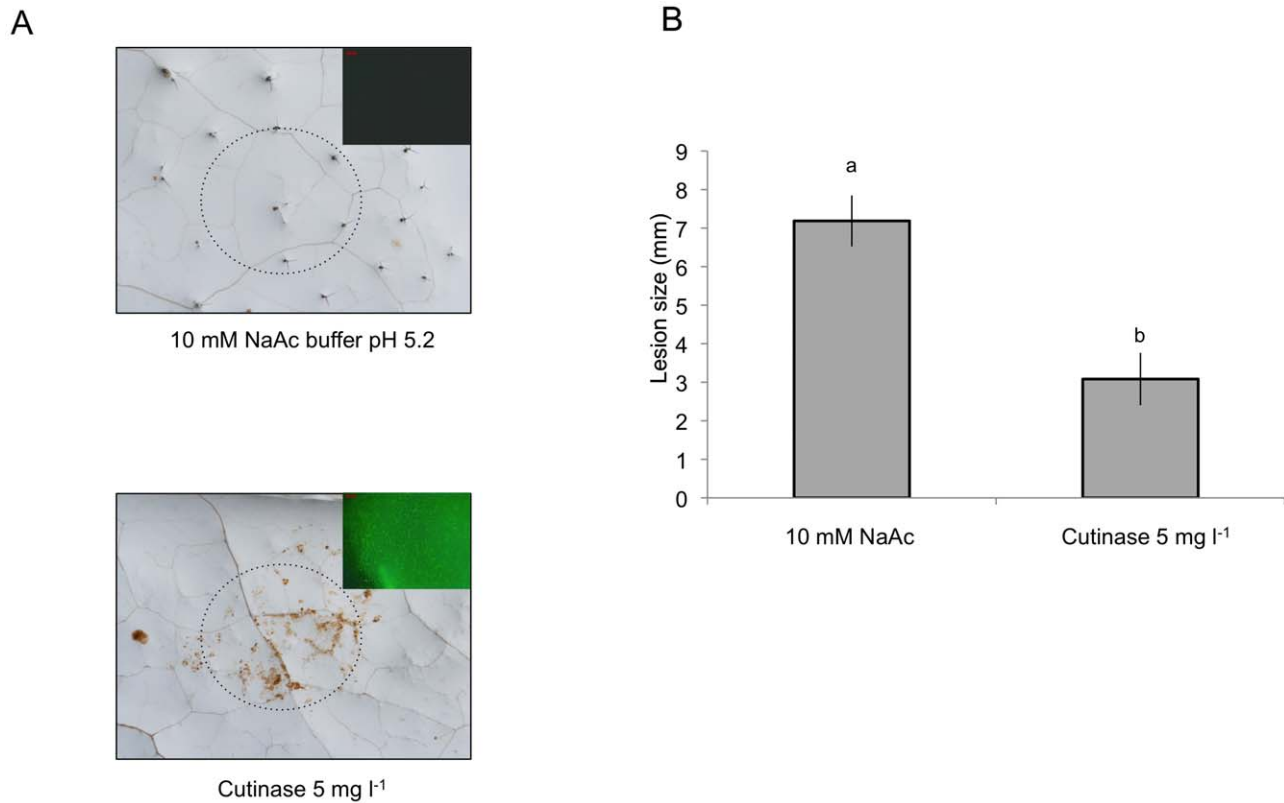 A
10 mM NaAc buffer pH 5.2
Cutinase 5 mg l⁻¹
B
Lesion size (mm)
9
8
7
6
5
4
3
2
1
0
a
b
10 mM NaAc
Cutinase 5 mg l⁻¹